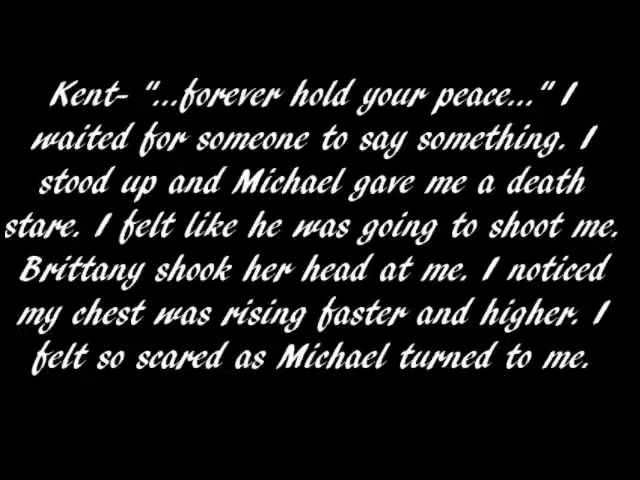 Kent- "...forever hold your peace..." I
waited for someone to say something. I
stood up and Michael gave me a death
stare. I felt like he was going to shoot me.
Brittany shook her head at me. I noticed
my chest was rising faster and higher. I
felt so scared as Michael turned to me.